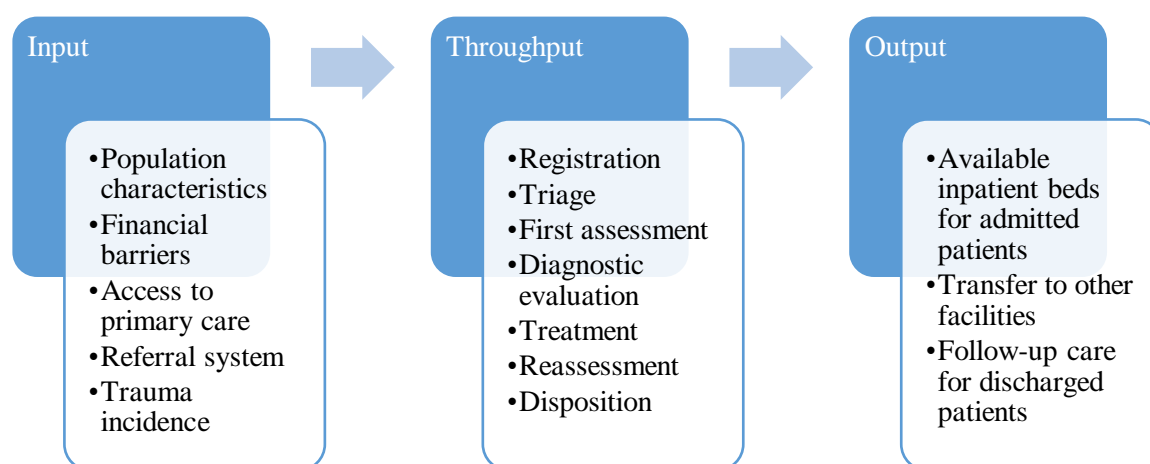 Input
•Population
characteristics
•Financial
barriers
•Access to
primary care
•Referral system
•Trauma
incidence
Throughput
•Registration
•Triage
•First assessment
•Diagnostic
evaluation
•Treatment
•Reassessment
•Disposition
Output
•Available
inpatient beds
for admitted
patients
•Transfer to other
facilities
•Follow-up care
for discharged
patients